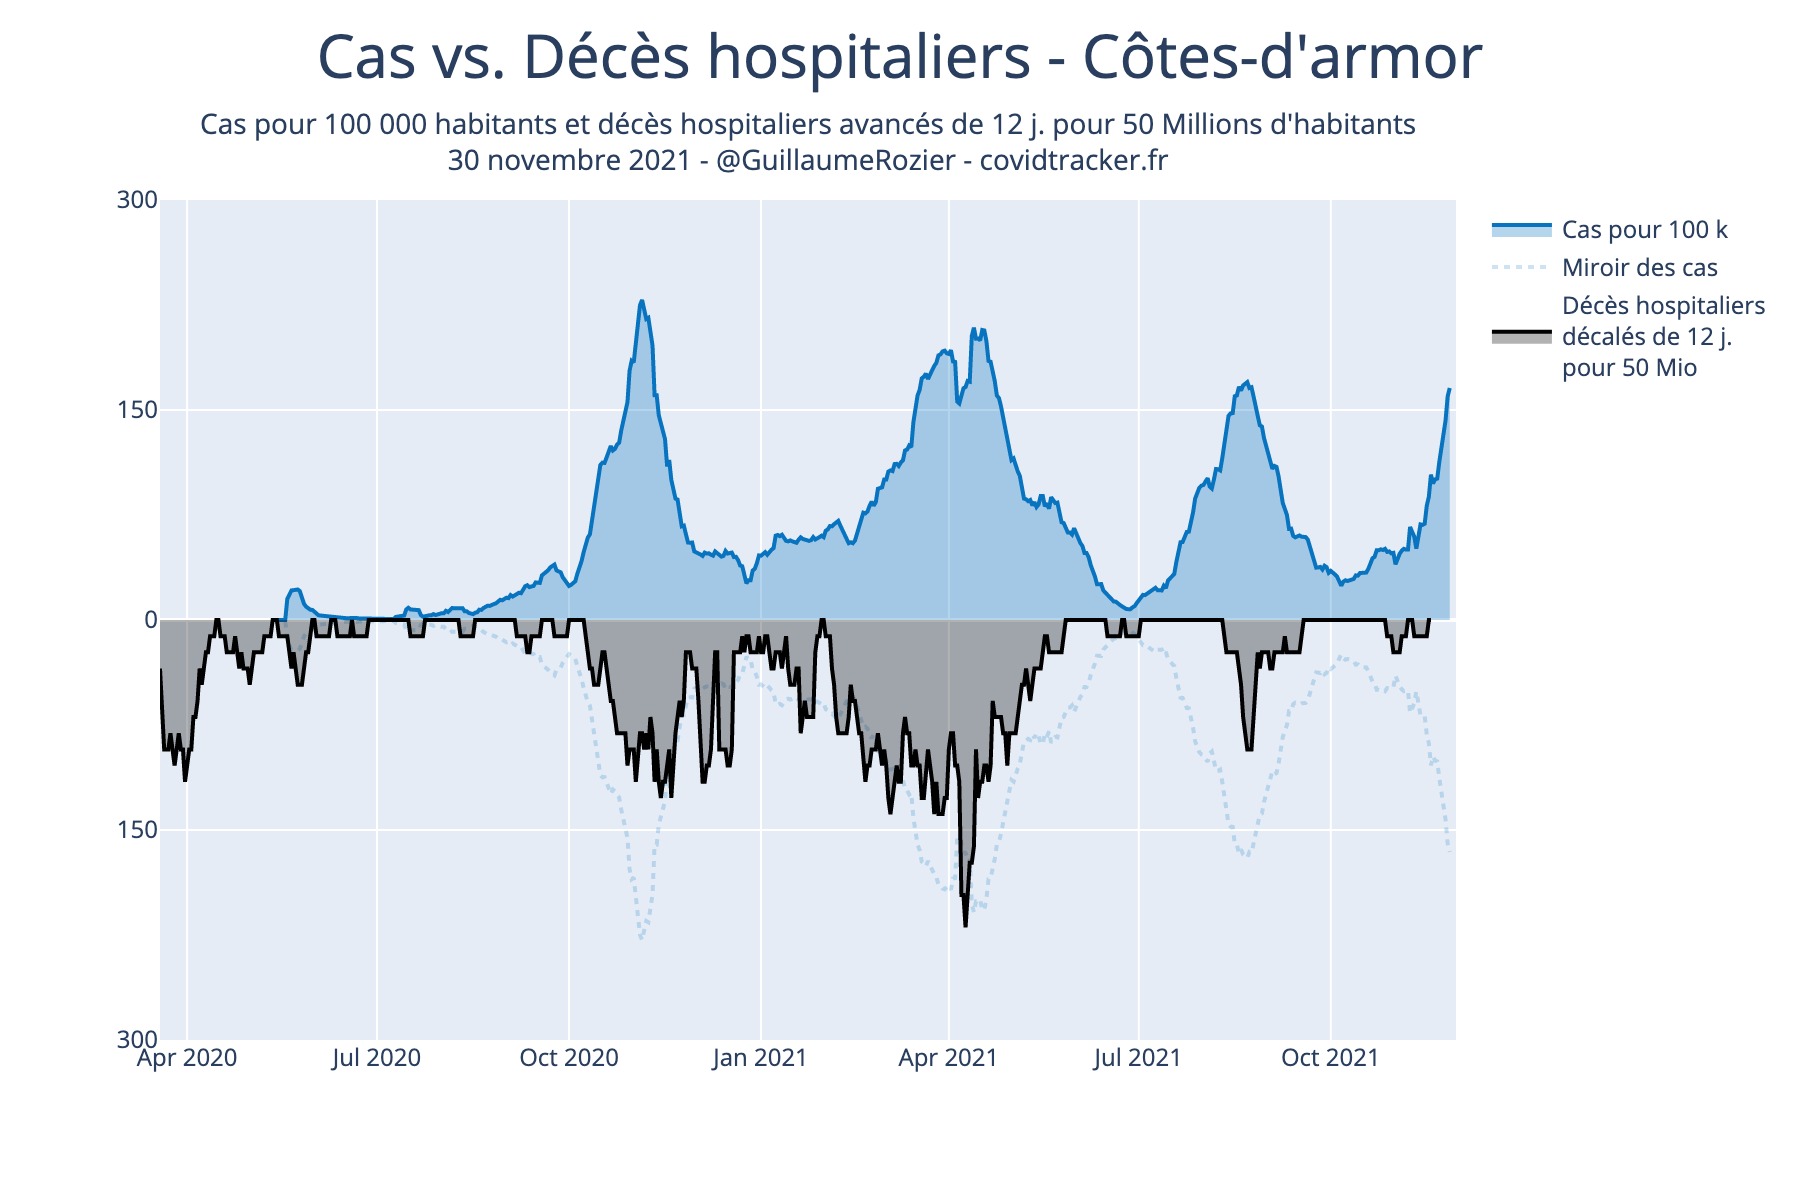 Cas vs. Décès hospitaliers - Côtes-d'armor
Cas pour 100 000 habitants et décès hospitaliers avancés de 12 j. pour 50 Millions d'habitants
30 novembre 2021 - @GuillaumeRozier - covidtracker.fr
300
150
0
150
300
Apr 2020
Jul 2020
Oct 2020
Jan 2021
Apr 2021
Jul 2021
Oct 2021
Cas pour 100 k
Miroir des cas
Décès hospitaliers
décalés de 12 j.
pour 50 Mio